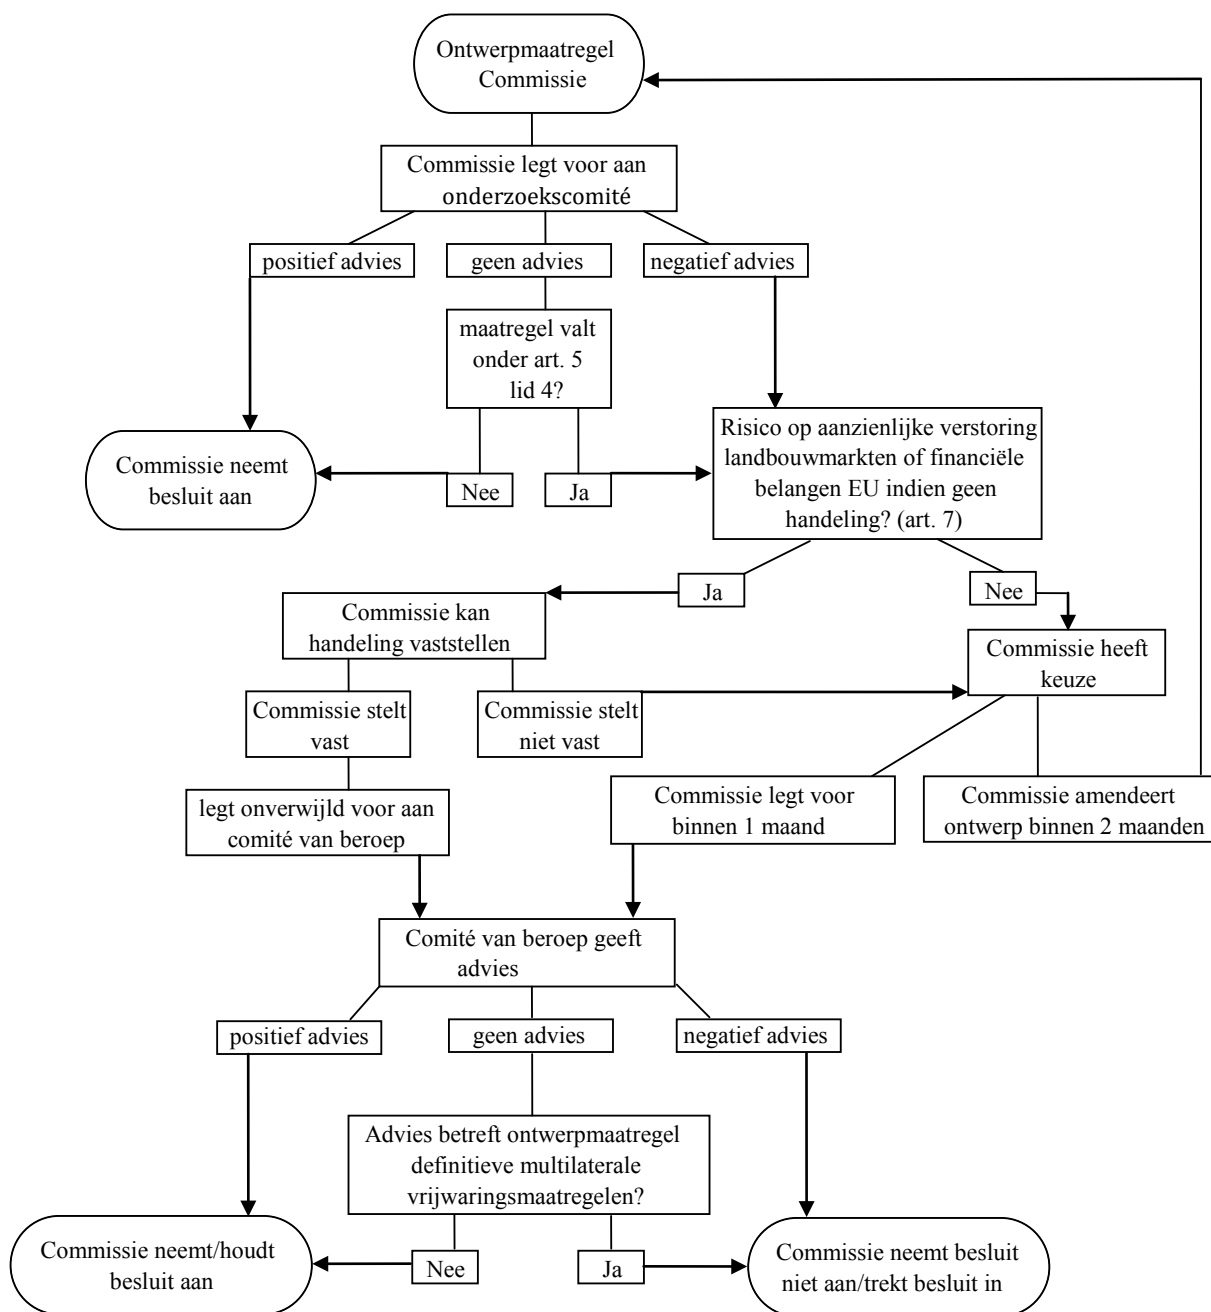 Ontwerpmaatregel
Commissie
Commissie legt voor aan
onderzoekscomité
positief advies
geen advies
negatief advies
maatregel valt
onder art. 5
lid 4?
Risico op aanzienlijke verstoring
landbouwmarkten of financiële
belangen EU indien geen
handeling? (art. 7)
Commissie neemt
besluit aan
Nee
Ja
Ja
Nee
Commissie kan
handeling vaststellen
Commissie heeft
keuze
Commissie stelt
vast
Commissie stelt
niet vast
legt onverwijld voor aan
comité van beroep
Commissie legt voor
binnen 1 maand
Commissie amendeert
ontwerp binnen 2 maanden
Comité van beroep geeft
advies
positief advies
geen advies
negatief advies
Advies betreft ontwerpmaatregel
definitieve multilaterale
vrijwaringsmaatregelen?
Commissie neemt/houdt
besluit aan
Nee
Ja
Commissie neemt besluit
niet aan/trekt besluit in